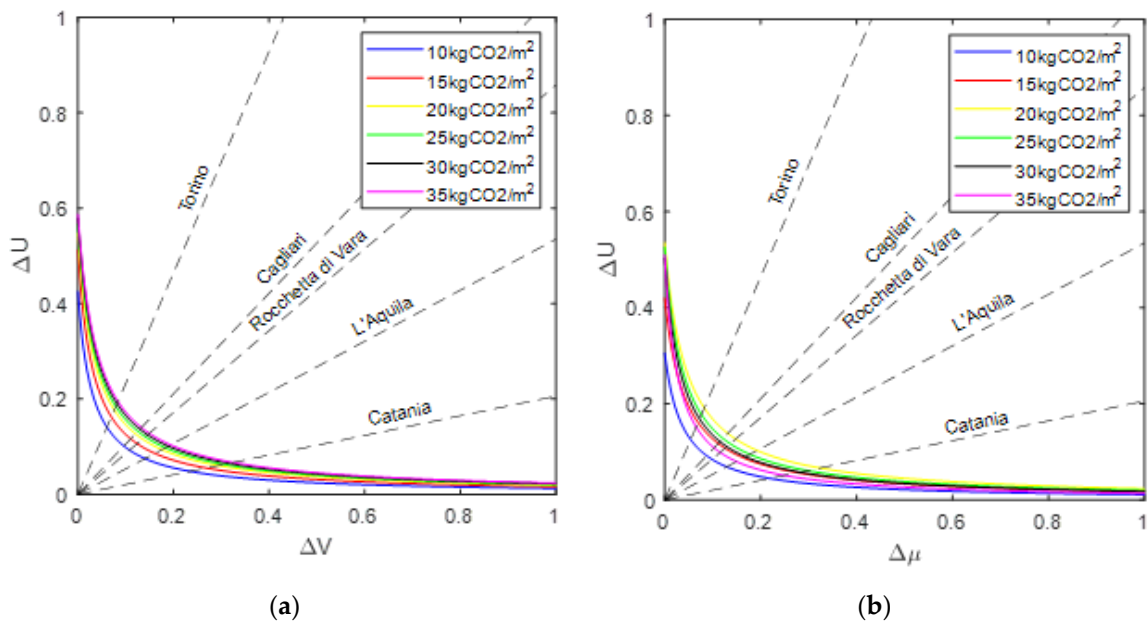 1
0.8
0.6
0.4
0.2
0
0
0.2
0.4
0.6
0.8
1
ΔU
ΔV
10kgCO2/m²
15kgCO2/m²
20kgCO2/m²
25kgCO2/m²
30kgCO2/m²
35kgCO2/m²
Torino
Cagliari
Rocchetta di Vara
L'Aquila
Catania
(a)
1
0.8
0.6
0.4
0.2
0
0
0.2
0.4
0.6
0.8
1
ΔU
Δμ
10kgCO2/m²
15kgCO2/m²
20kgCO2/m²
25kgCO2/m²
30kgCO2/m²
35kgCO2/m²
Torino
Cagliari
Rocchetta di Vara
L'Aquila
Catania
(b)